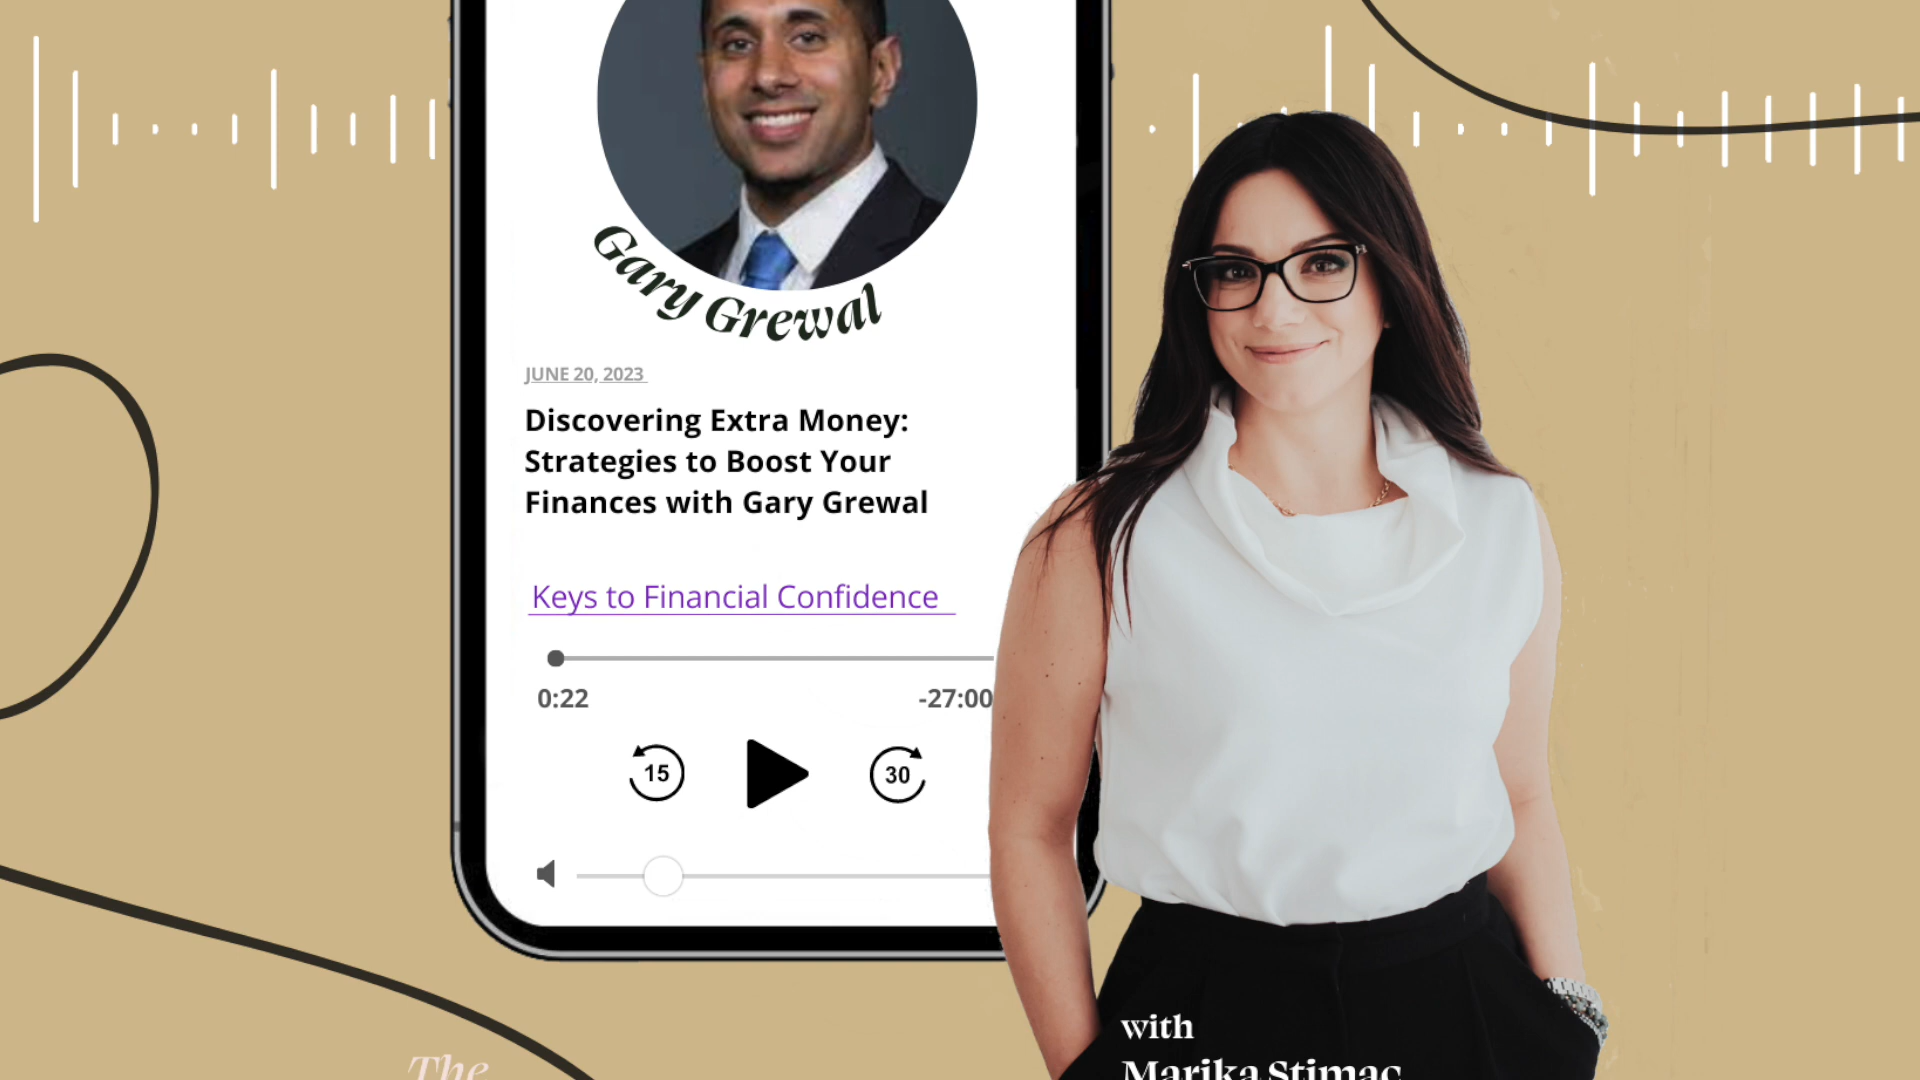 Gary Grewal
JUNE 20, 2023
Discovering Extra Money:
Strategies to Boost Your
Finances with Gary Grewal
Keys to Financial Confidence
0:22
-27:00
15
30
with
Marika Stimac
The